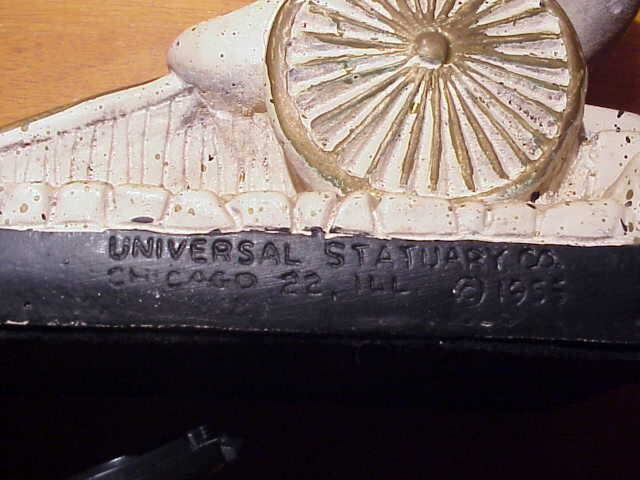 UNIVERSAL STATUARY CO.
CHICAGO 22, ILL © 1955